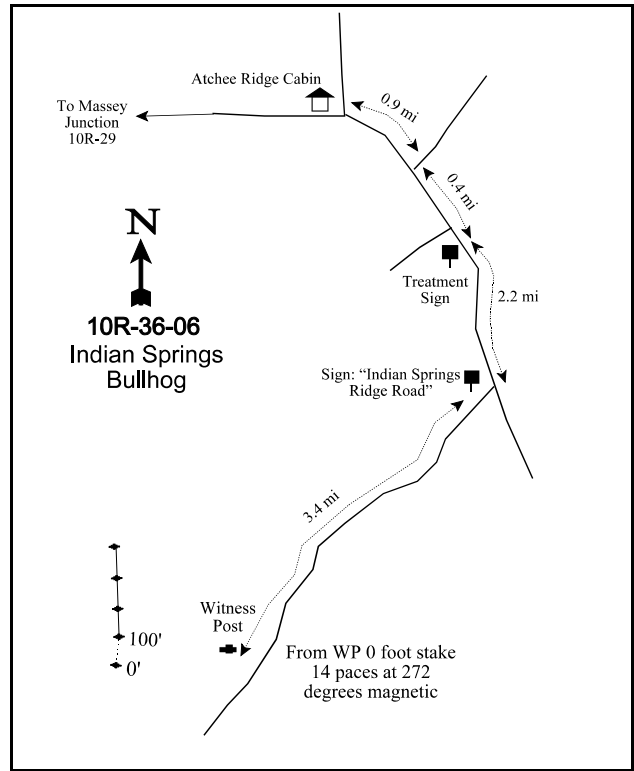 Atchee Ridge Cabin
To Massey
Junction
10R-29
0.9 mi
0.4 mi
N
Treatment
Sign
2.2 mi
10R-36-06
Indian Springs
Bullhog
Sign: "Indian Springs
Ridge Road"
3.4 mi
Witness
Post
100'
0'
From WP 0 foot stake
14 paces at 272
degrees magnetic